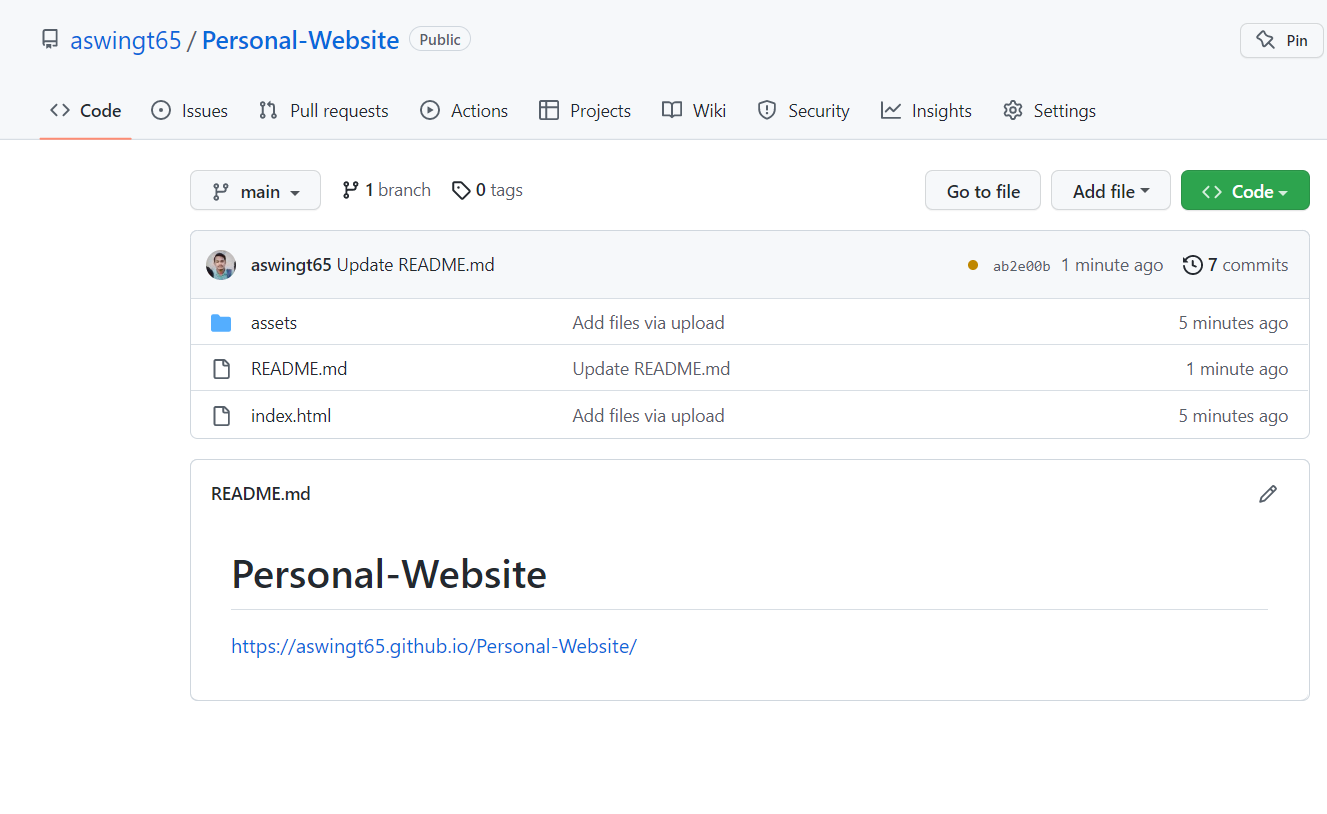 aswingt65 / Personal-Website Public Pin
Code Issues Pull requests Actions Projects Wiki Security Insights Settings
main 1 branch 0 tags Go to file Add file Code
aswingt65 Update README.md ab2e00b 1 minute ago 7 commits
assets Add files via upload 5 minutes ago
README.md Update README.md 1 minute ago
index.html Add files via upload 5 minutes ago
README.md
Personal-Website
https://aswingt65.github.io/Personal-Website/